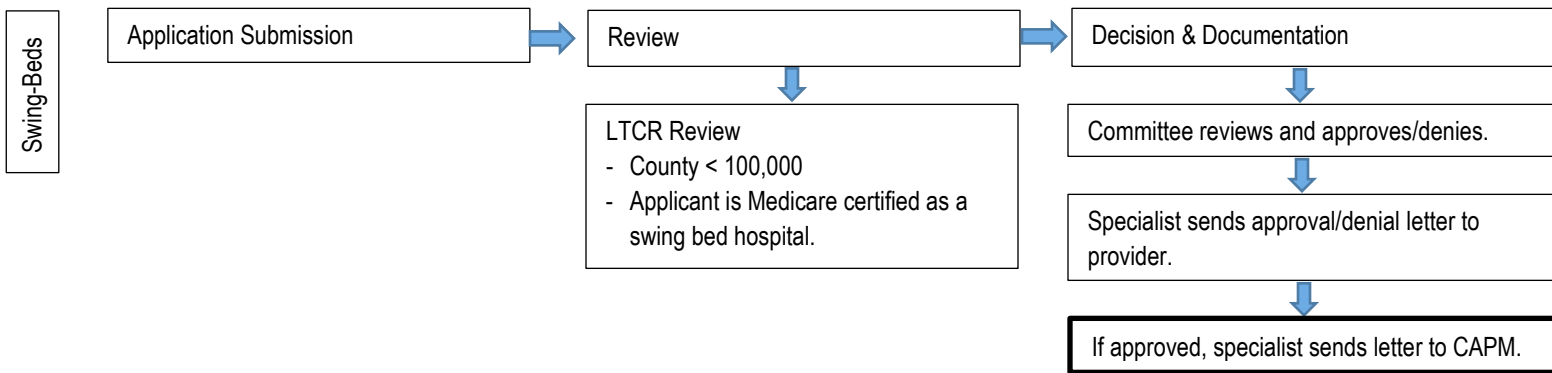 Swing-Beds
Application Submission
Review
Decision & Documentation
LTCR Review
- County < 100,000
- Applicant is Medicare certified as a
swing bed hospital.
Committee reviews and approves/denies.
Specialist sends approval/denial letter to
provider.
If approved, specialist sends letter to CAPM.